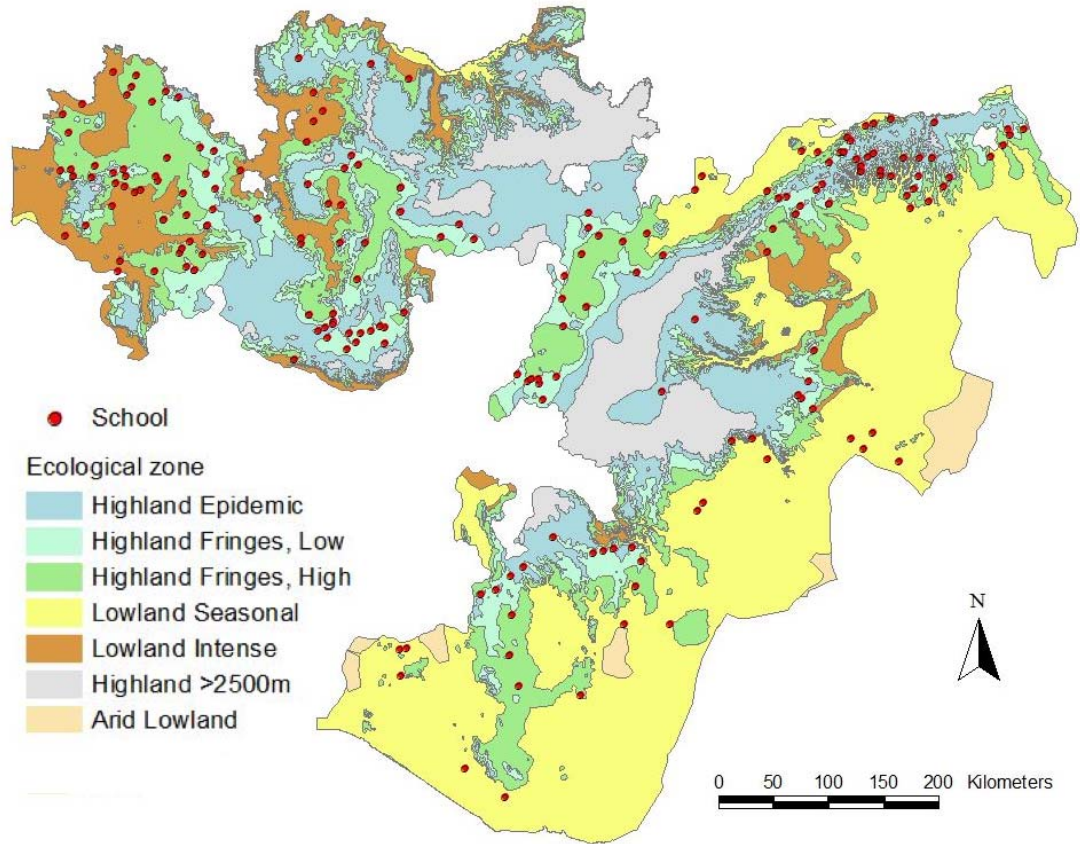 School
Ecological zone
Highland Epidemic
Highland Fringes, Low
Highland Fringes, High
Lowland Seasonal
Lowland Intense
Highland >2500m
Arid Lowland
N
0 50 100 150 200 Kilometers